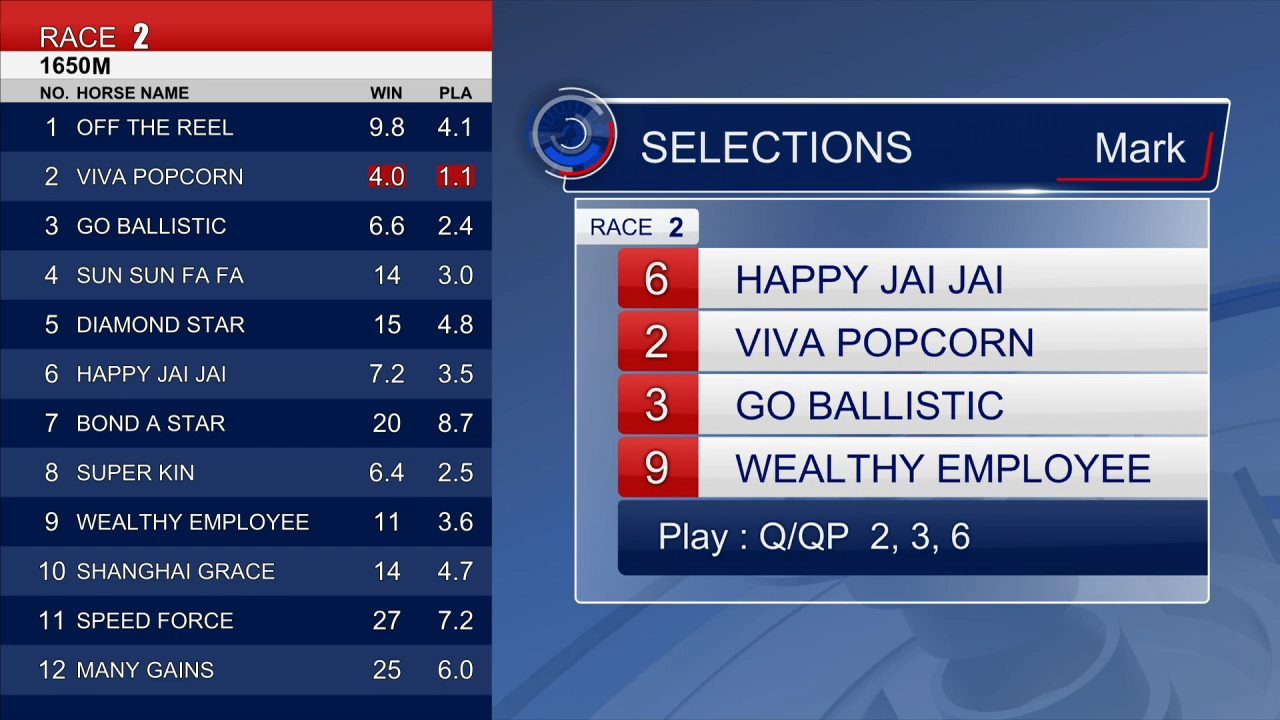 RACE 2
1650M
NO. HORSE NAME WIN PLA
1 OFF THE REEL 9.8 4.1
2 VIVA POPCORN 4.0 1.1
3 GO BALLISTIC 6.6 2.4
4 SUN SUN FA FA 14 3.0
5 DIAMOND STAR 15 4.8
6 HAPPY JAI JAI 7.2 3.5
7 BOND A STAR 20 8.7
8 SUPER KIN 6.4 2.5
9 WEALTHY EMPLOYEE 11 3.6
10 SHANGHAI GRACE 14 4.7
11 SPEED FORCE 27 7.2
12 MANY GAINS 25 6.0
SELECTIONS Mark
RACE 2
6 HAPPY JAI JAI
2 VIVA POPCORN
3 GO BALLISTIC
9 WEALTHY EMPLOYEE
Play : Q/QP 2, 3, 6